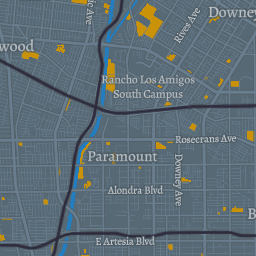 Downey
Rives Ave
wood
Rancho Los Amigos
South Campus
Rosecrans Ave
Paramount
Downey Ave
Alondra Blvd
B
E Artesia Blvd